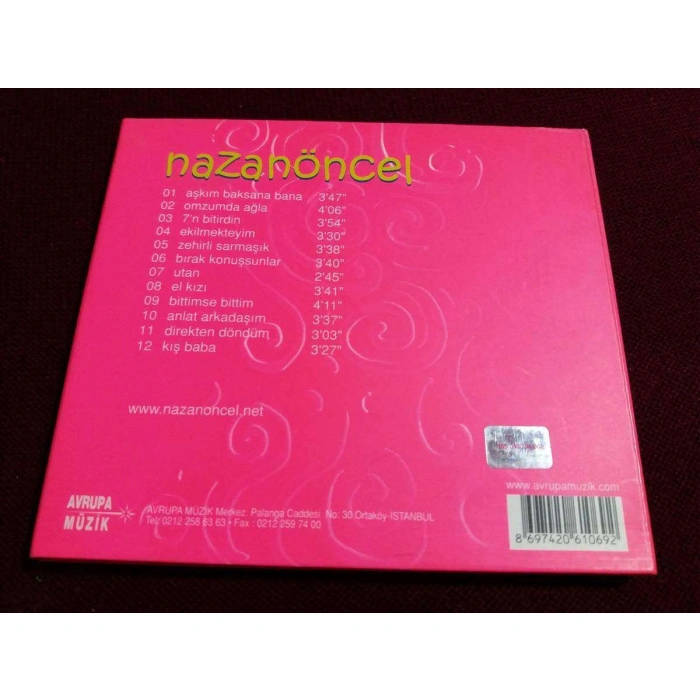 nazanöncel
01 aşkım baksana bana 3'47"
02 omzumda ağla 4'06"
03 7'n bitirdin 3'54"
04 ekilmekteyim 3'30"
05 zehirli sarmaşık 3'38"
06 bırak konuşsunlar 3'40"
07 utan 2'45"
08 el kızı 3'41"
09 bittimse bittim 4'11"
10 anlat arkadaşım 3'37"
11 direkten döndüm 3'03"
12 kış baba 3'27"
www.nazanoncel.net
www.avrupamuzik.com
AVRUPA
MÜZİK
AVRUPA MÜZİK Merkez: Palanga Caddesi No: 30 Ortaköy-İSTANBUL
Tel: 0212 258 63 63 • Fax : 0212 259 74 00
8 697420 610692